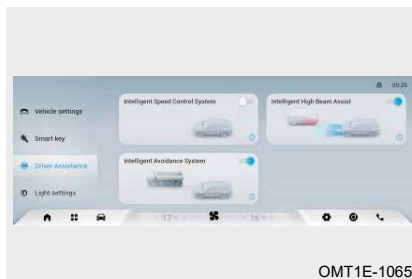 09:25
Vehicle settings
Intelligent Speed Control System
Intelligent High Beam Assist
Smart key
Driver Assistance
Intelligent Avoidance System
Light settings
17
16
OMT1E-1065